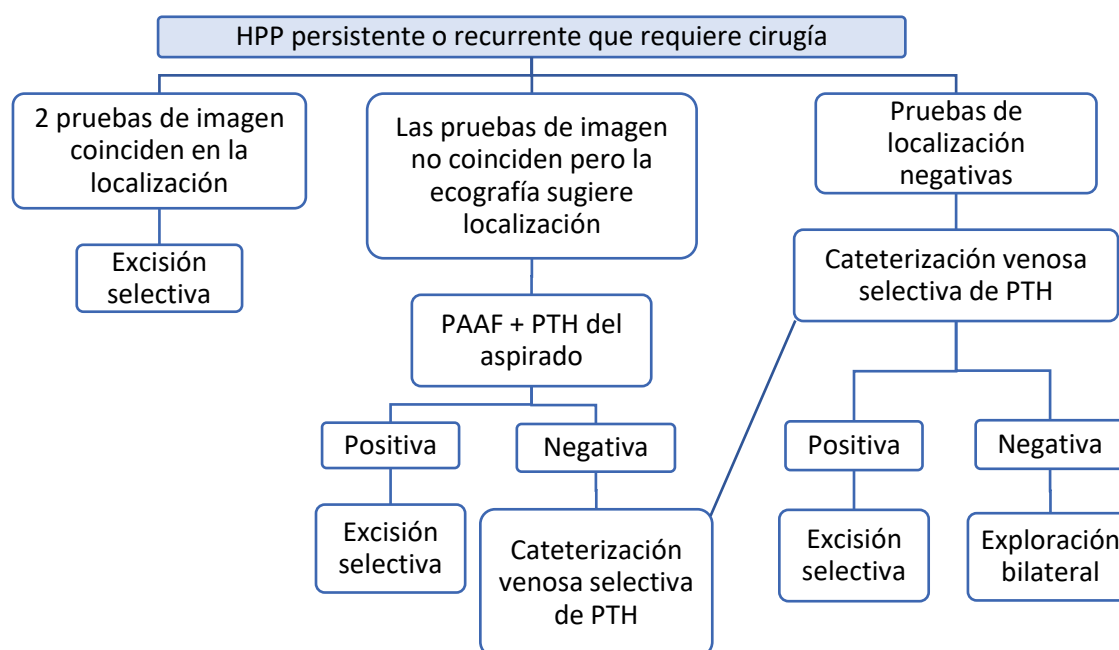 HPP persistente o recurrente que requiere cirugía
2 pruebas de imagen
coinciden en la
localización
Excisión
selectiva
Las pruebas de imagen
no coinciden pero la
ecografía sugiere
localización
PAAF + PTH del
aspirado
Positiva
Excisión
selectiva
Negativa
Cateterización
venosa selectiva
de PTH
Pruebas de
localización
negativas
Cateterización venosa
selectiva de PTH
Positiva
Excisión
selectiva
Negativa
Exploración
bilateral